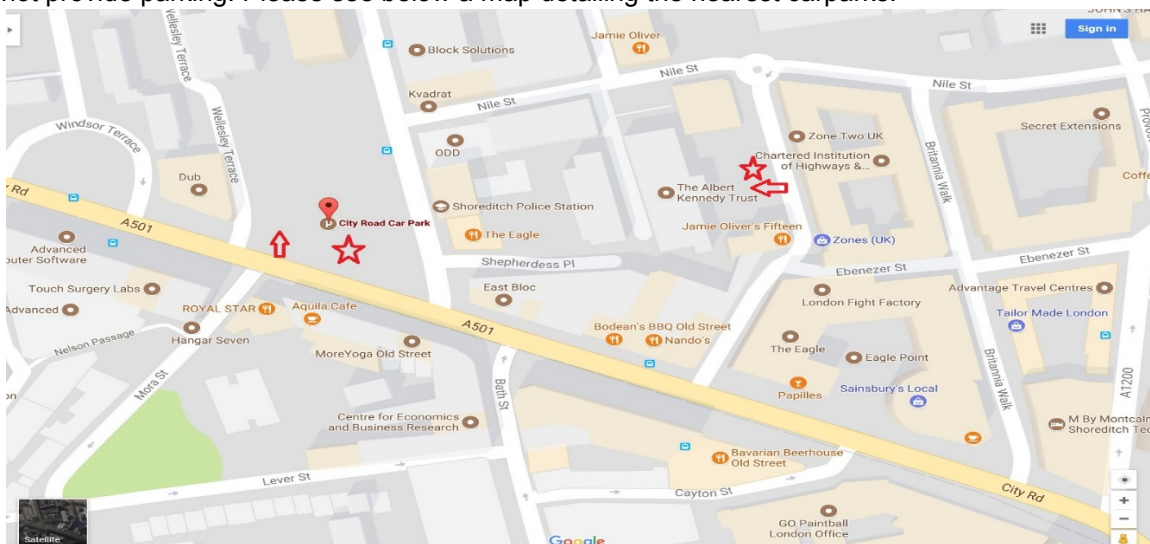 not provide parking. Please see below a map detailing the nearest carparks.
Sign in
Jamie Oliver
Block Solutions
Nile St
Nile St
Kvadrat
Nile St
Wellesley Terrace
Wellesley Terrace
Windsor Terrace
Secret Extensions
Zone Two UK
ODD
Chartered Institution
of Highways &...
Britannia Walk
Dub
The Albert
Kennedy Trust
Shoreditch Police Station
City Road Car Park
A501
The Eagle
Jamie Oliver's Fifteen
Zones (UK)
Advanced
Shepherdess Pl
Ebenezer St
Ebenezer St
Touch Surgery Labs
East Bloc
Advantage Travel Centres
ROYAL STAR
Aquila Cafe
London Fight Factory
Tailor Made London
A501
Bodean's BBQ Old Street
Nando's
Nelson Passage
Hangar Seven
MoreYoga Old Street
The Eagle
Eagle Point
Mora St
Bath St
Britannia Walk
A1200
Papilles
Sainsbury's Local
Centre for Economics
and Business Research
M By Montcalm
Shoreditch Tec
Bavarian Beerhouse
Old Street
Lever St
Cayton St
City Rd
GO Paintball
London Office
Satellite
Google